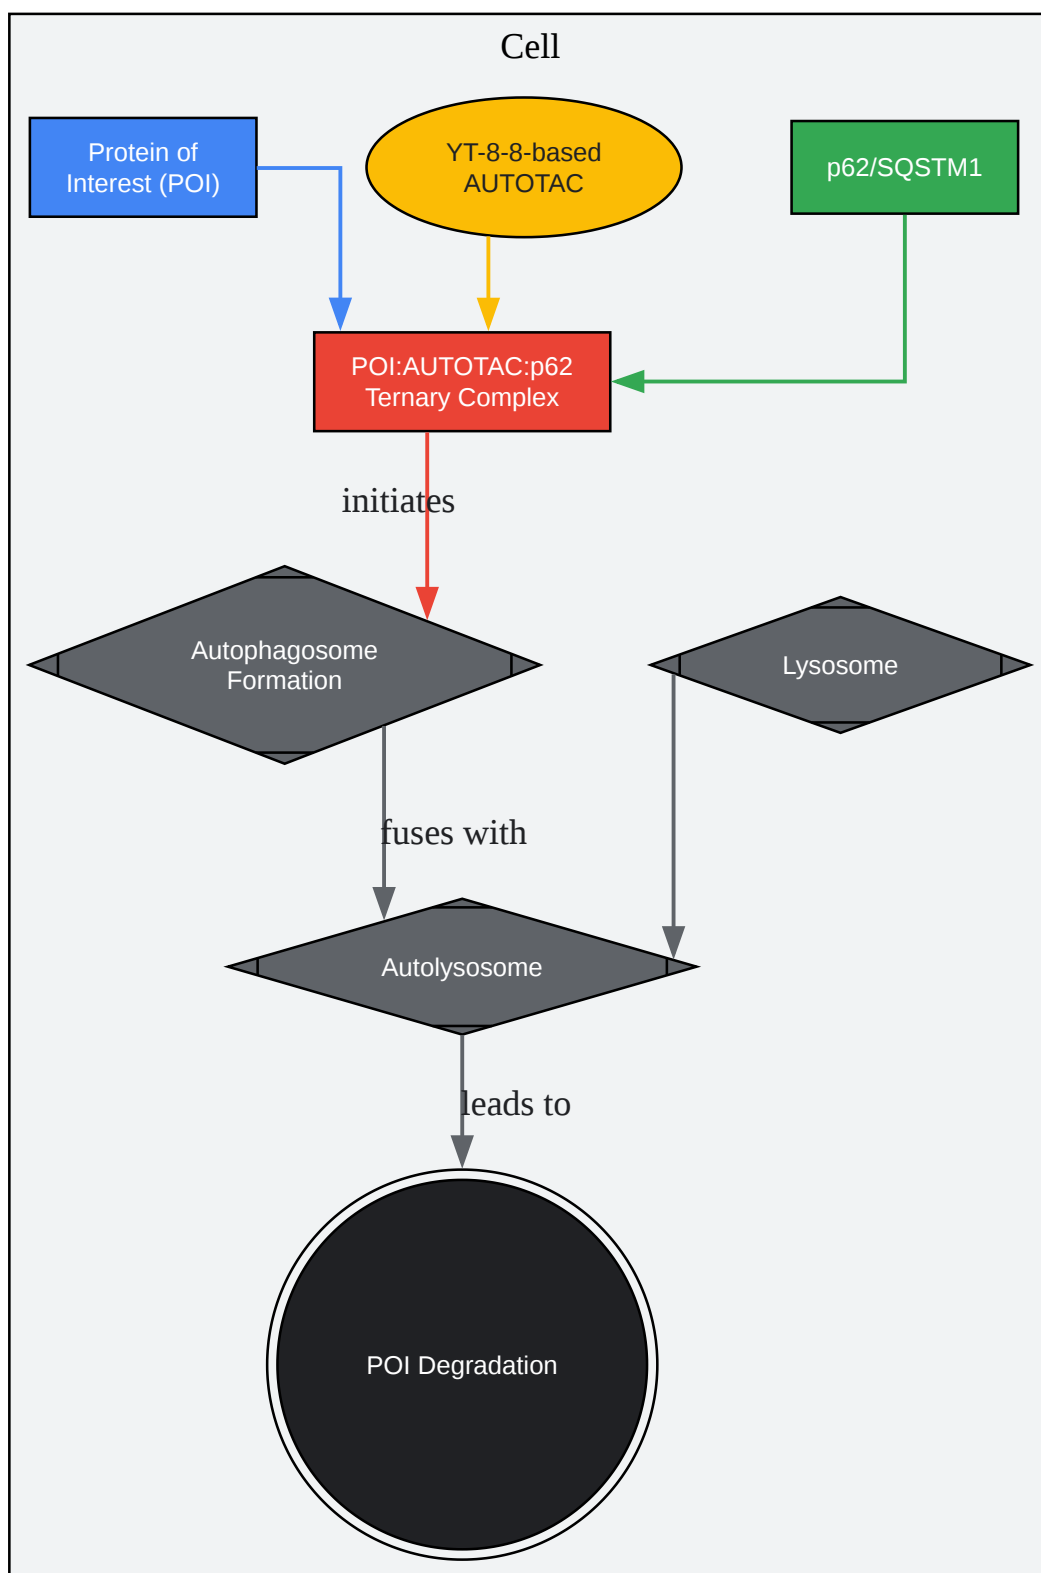 Cell
Protein of
Interest (POI)
YT-8-8-based
AUTOTAC
p62/SQSTM1
POI:AUTOTAC:p62
Ternary Complex
initiates
Autophagosome
Formation
Lysosome
fuses with
Autolysosome
leads to
POI Degradation